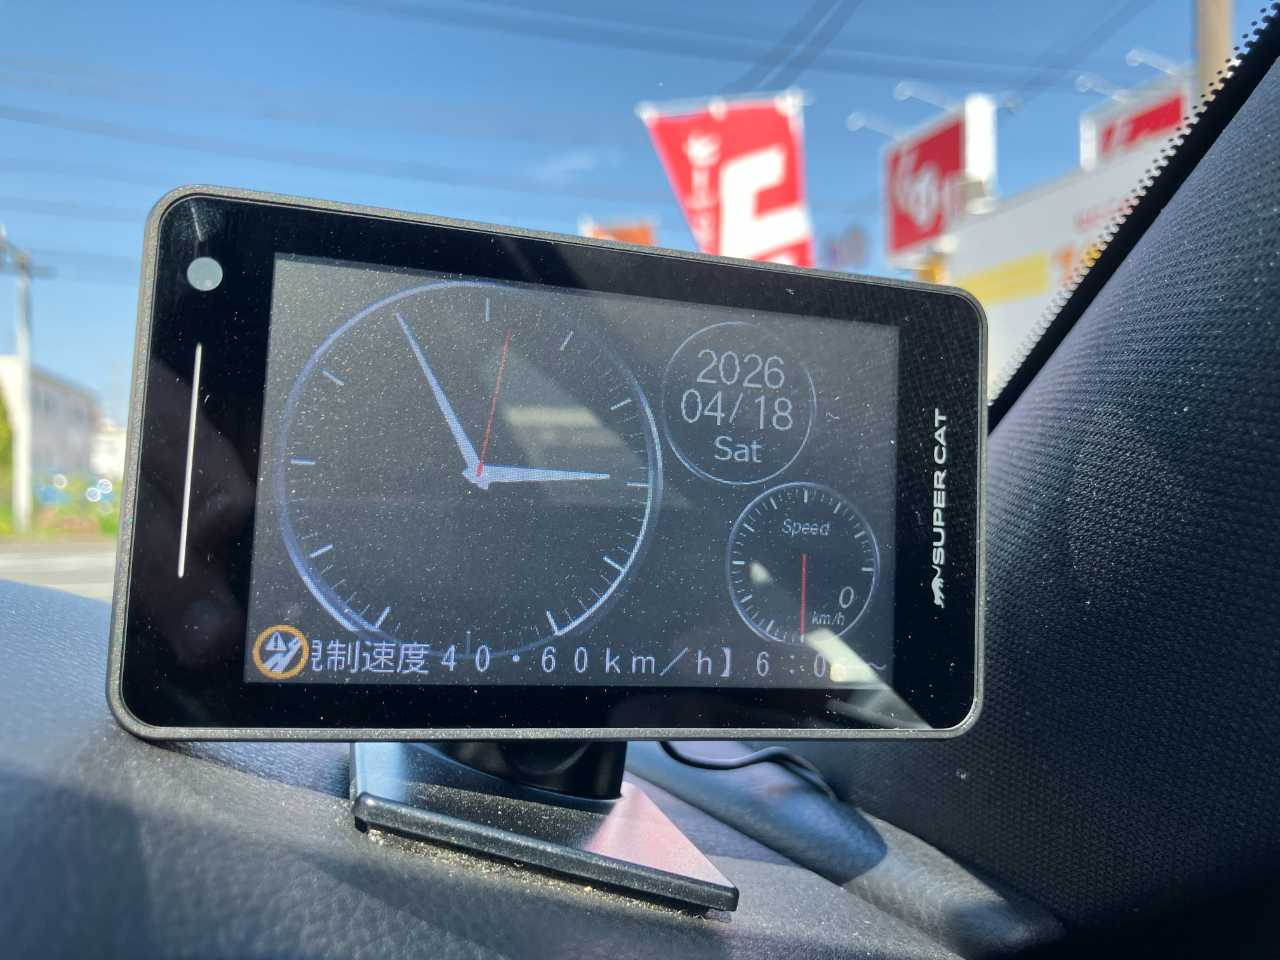 2026
04/18
Sat
Speed
0
km/h
SUPER CAT
制速度40・60km/h】6:0